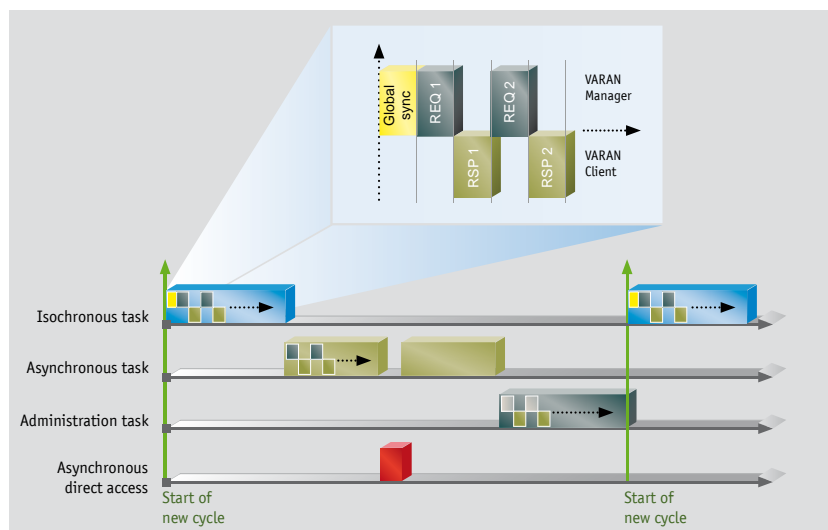 Global
sync
REQ 1
RSP 1
REQ 2
RSP 2
VARAN
Manager
VARAN
Client
Isochronous task
Asynchronous task
Administration task
Asynchronous
direct access
Start of
new cycle
Start of
new cycle